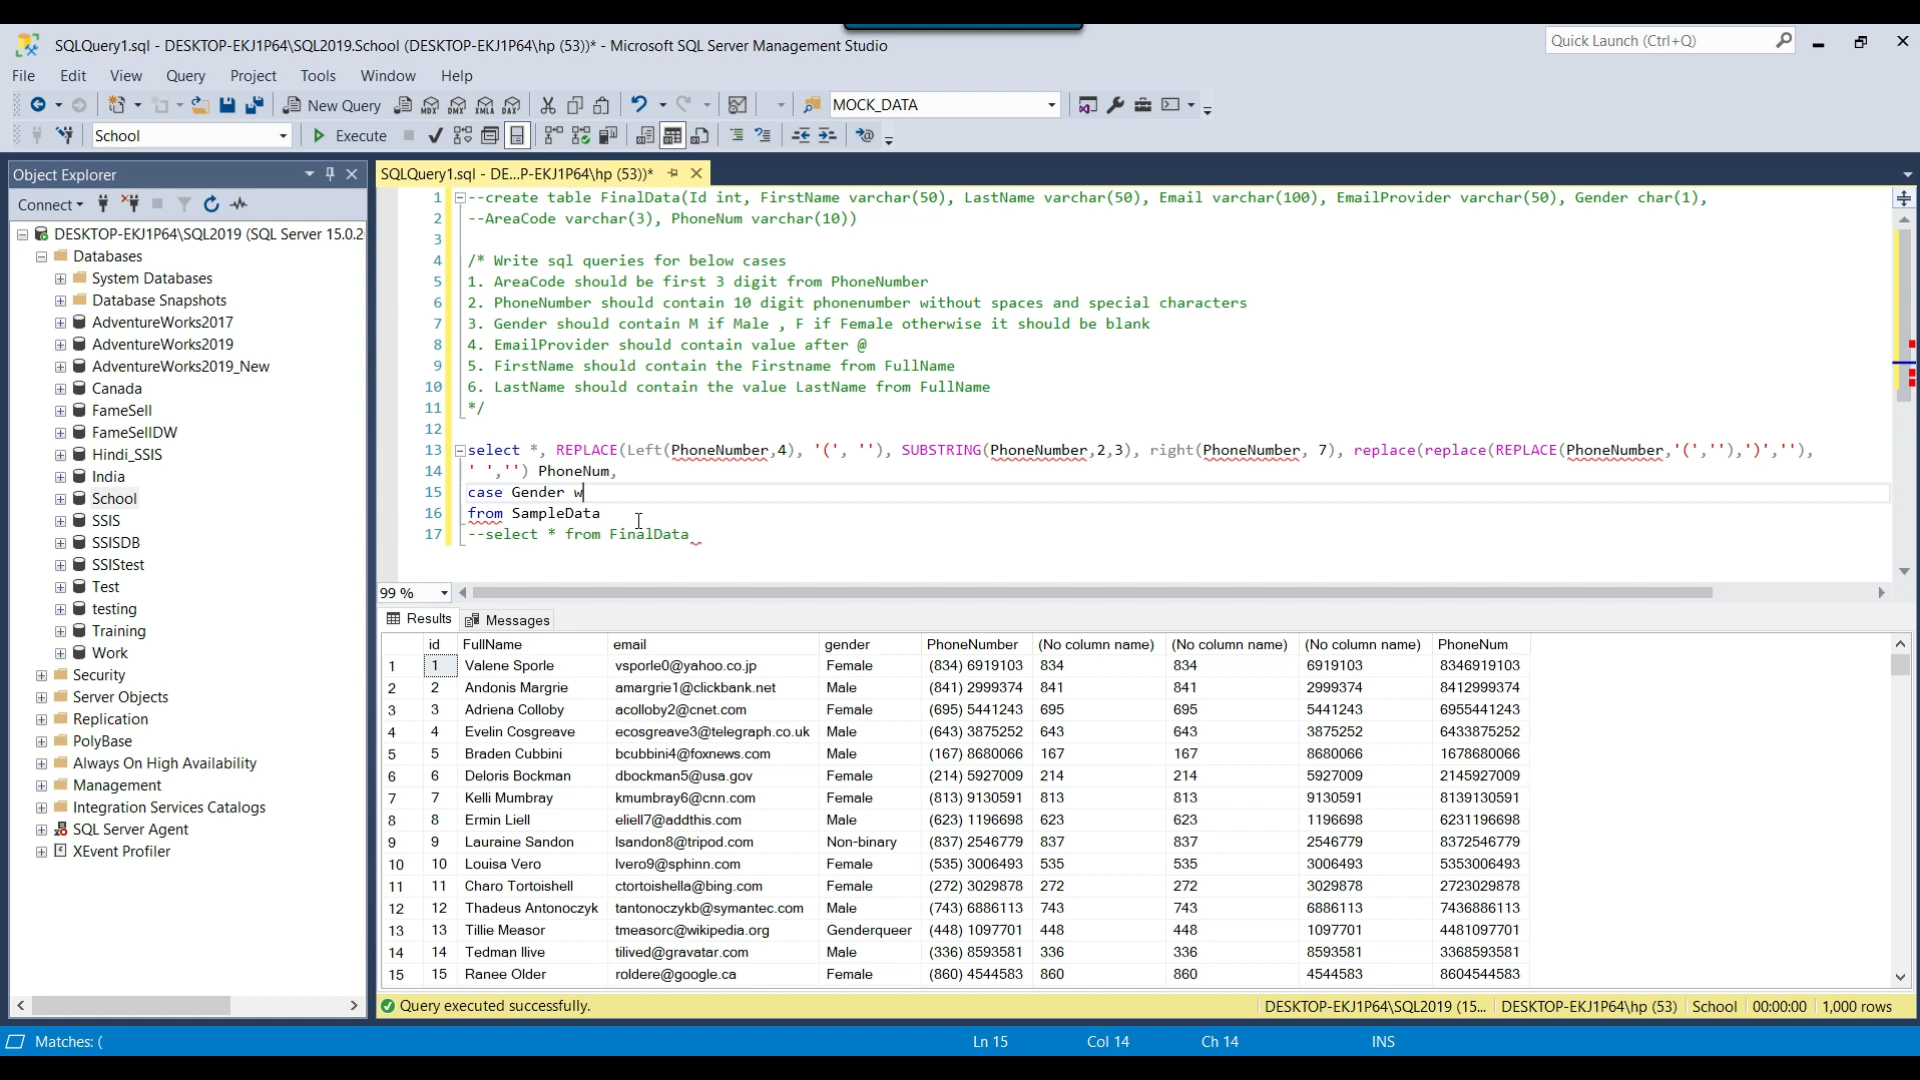 SQLQuery1.sql - DESKTOP-EKJ1P64\SQL2019.School (DESKTOP-EKJ1P64\hp (53))* - Microsoft SQL Server Management Studio
Quick Launch (Ctrl+Q)
File Edit View Query Project Tools Window Help
New Query MDX DMX XMLA DAX MOCK_DATA
School Execute
Object Explorer
Connect
DESKTOP-EKJ1P64\SQL2019 (SQL Server 15.0.2
Databases
System Databases
Database Snapshots
AdventureWorks2017
AdventureWorks2019
AdventureWorks2019_New
Canada
FameSell
FameSellDW
Hindi_SSIS
India
School
SSIS
SSISDB
SSIStest
Test
testing
Training
Work
Security
Server Objects
Replication
PolyBase
Always On High Availability
Management
Integration Services Catalogs
SQL Server Agent
XEvent Profiler
SQLQuery1.sql - DE...P-EKJ1P64\hp (53))*
1 --create table FinalData(Id int, FirstName varchar(50), LastName varchar(50), Email varchar(100), EmailProvider varchar(50), Gender char(1),
2 --AreaCode varchar(3), PhoneNum varchar(10))
3
4 /* Write sql queries for below cases
5 1. AreaCode should be first 3 digit from PhoneNumber
6 2. PhoneNumber should contain 10 digit phonenumber without spaces and special characters
7 3. Gender should contain M if Male , F if Female otherwise it should be blank
8 4. EmailProvider should contain value after @
9 5. FirstName should contain the Firstname from FullName
10 6. LastName should contain the value LastName from FullName
11 */
12
13 select *, REPLACE(Left(PhoneNumber,4), '(', ''), SUBSTRING(PhoneNumber,2,3), right(PhoneNumber, 7), replace(replace(REPLACE(PhoneNumber,'(',''),')',''),
14 ' ','') PhoneNum,
15 case Gender w
16 from SampleData
17 --select * from FinalData
99 %
Results Messages
id FullName email gender PhoneNumber (No column name) (No column name) (No column name) PhoneNum
1 1 Valene Sporle vsporle0@yahoo.co.jp Female (834) 6919103 834 834 6919103 8346919103
2 2 Andonis Margrie amargrie1@clickbank.net Male (841) 2999374 841 841 2999374 8412999374
3 3 Adriena Colloby acolloby2@cnet.com Female (695) 5441243 695 695 5441243 6955441243
4 4 Evelin Cosgreave ecosgreave3@telegraph.co.uk Male (643) 3875252 643 643 3875252 6433875252
5 5 Braden Cubbini bcubbini4@foxnews.com Male (167) 8680066 167 167 8680066 1678680066
6 6 Deloris Bockman dbockman5@usa.gov Female (214) 5927009 214 214 5927009 2145927009
7 7 Kelli Mumbray kmumbray6@cnn.com Female (813) 9130591 813 813 9130591 8139130591
8 8 Ermin Liell eliell7@addthis.com Male (623) 1196698 623 623 1196698 6231196698
9 9 Lauraine Sandon lsandon8@tripod.com Non-binary (837) 2546779 837 837 2546779 8372546779
10 10 Louisa Vero lvero9@sphinn.com Female (535) 3006493 535 535 3006493 5353006493
11 11 Charo Tortoishell ctortoishella@bing.com Female (272) 3029878 272 272 3029878 2723029878
12 12 Thadeus Antonoczyk tantonoczykb@symantec.com Male (743) 6886113 743 743 6886113 7436886113
13 13 Tillie Measor tmeasorc@wikipedia.org Genderqueer (448) 1097701 448 448 1097701 4481097701
14 14 Tedman Ilive tilived@gravatar.com Male (336) 8593581 336 336 8593581 3368593581
15 15 Ranee Older roldere@google.ca Female (860) 4544583 860 860 4544583 8604544583
Query executed successfully. DESKTOP-EKJ1P64\SQL2019 (15... DESKTOP-EKJ1P64\hp (53) School 00:00:00 1,000 rows
Matches: ( Ln 15 Col 14 Ch 14 INS